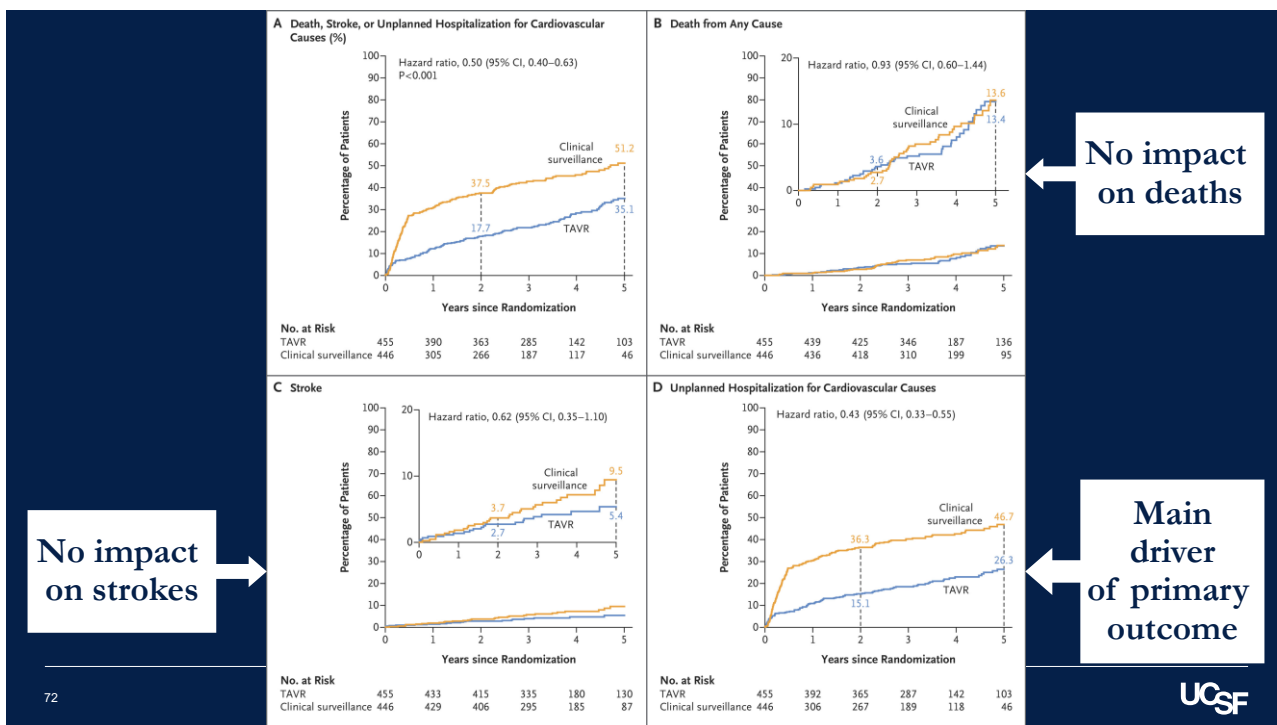 A Death, Stroke, or Unplanned Hospitalization for Cardiovascular
Causes (%)
Hazard ratio, 0.50 (95% CI, 0.40–0.63)
P<0.001
Percentage of Patients
100
90
80
70
60
50
40
30
20
10
0
Clinical
surveillance
51.2
37.5
35.1
17.7
TAVR
0 1 2 3 4 5
Years since Randomization
No. at Risk
TAVR 455 390 363 285 142 103
Clinical surveillance 446 305 266 187 117 46
B Death from Any Cause
Hazard ratio, 0.93 (95% CI, 0.60–1.44)
Percentage of Patients
100
90
80
70
60
50
40
30
20
10
0
20
10
0
Clinical
surveillance
13.6
13.4
3.6
2.7
TAVR
0 1 2 3 4 5
0 1 2 3 4 5
Years since Randomization
No. at Risk
TAVR 455 439 425 346 187 136
Clinical surveillance 446 436 418 310 199 95
No impact
on deaths
C Stroke
Hazard ratio, 0.62 (95% CI, 0.35–1.10)
Percentage of Patients
100
90
80
70
60
50
40
30
20
10
0
20
10
0
Clinical
surveillance
9.5
5.4
3.7
2.7
TAVR
0 1 2 3 4 5
0 1 2 3 4 5
Years since Randomization
No. at Risk
TAVR 455 433 415 335 180 130
Clinical surveillance 446 429 406 295 185 87
No impact
on strokes
D Unplanned Hospitalization for Cardiovascular Causes
Hazard ratio, 0.43 (95% CI, 0.33–0.55)
Percentage of Patients
100
90
80
70
60
50
40
30
20
10
0
Clinical
surveillance
46.7
36.3
26.3
15.1
TAVR
0 1 2 3 4 5
Years since Randomization
No. at Risk
TAVR 455 392 365 287 142 103
Clinical surveillance 446 306 267 189 118 46
Main
driver
of primary
outcome
72
UCSF